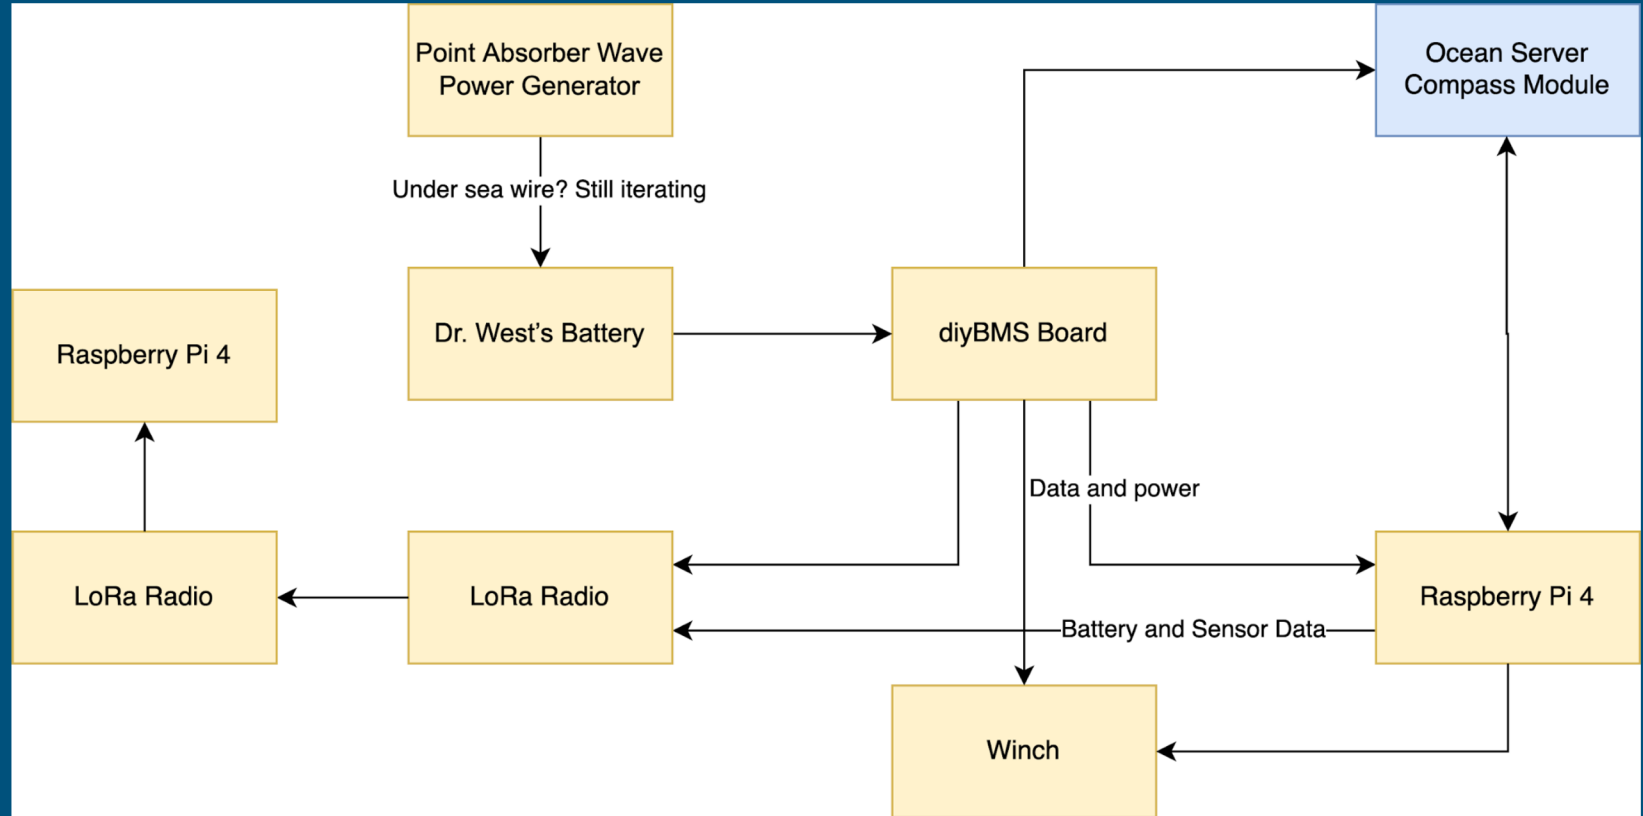 Point Absorber Wave
Power Generator
Ocean Server
Compass Module
Under sea wire? Still iterating
Raspberry Pi 4
Dr. West’s Battery
diyBMS Board
Data and power
LoRa Radio
LoRa Radio
Battery and Sensor Data
Raspberry Pi 4
Winch